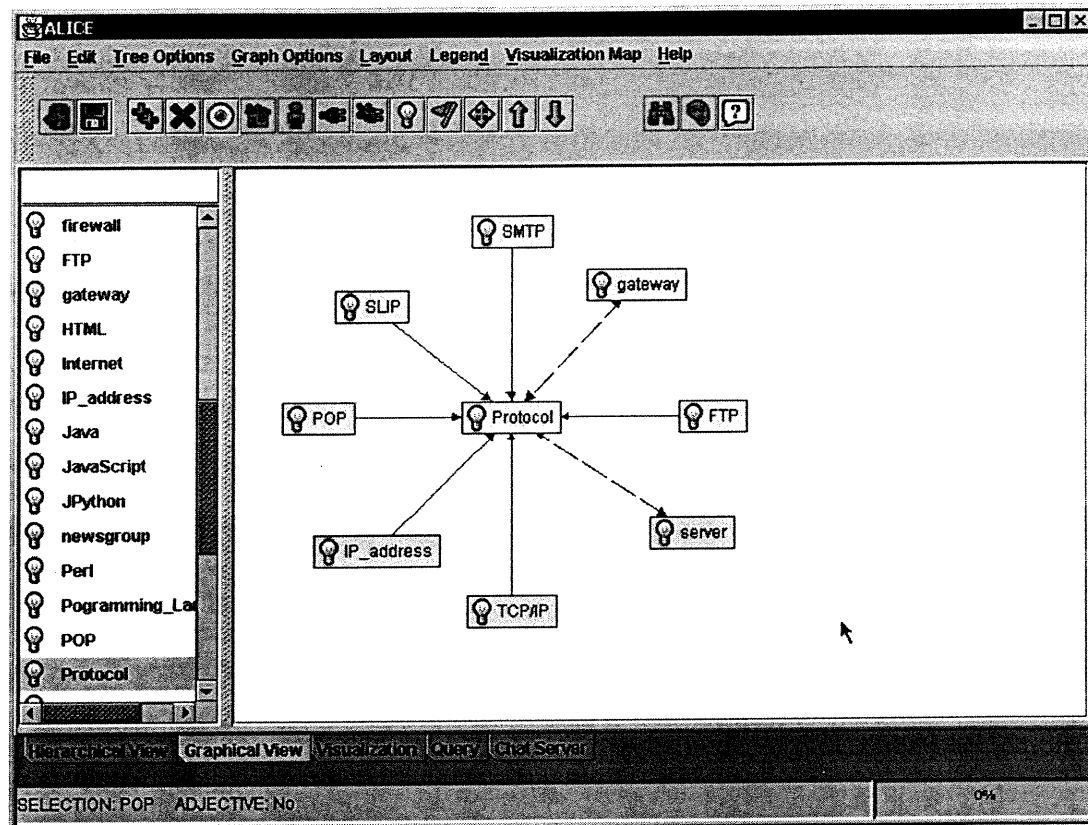 ALICE
File Edit Tree Options Graph Options Layout Legend Visualization Map Help
firewall
FTP
gateway
HTML
Internet
IP_address
Java
JavaScript
JPython
newsgroup
Perl
Pogramming_La
POP
Protocol
SMTP
gateway
SLIP
POP
Protocol
FTP
IP_address
server
TCP/IP
Hierarchical View Graphical View Visualization Query Chat Server
SELECTION: POP ADJECTIVE: No
0%